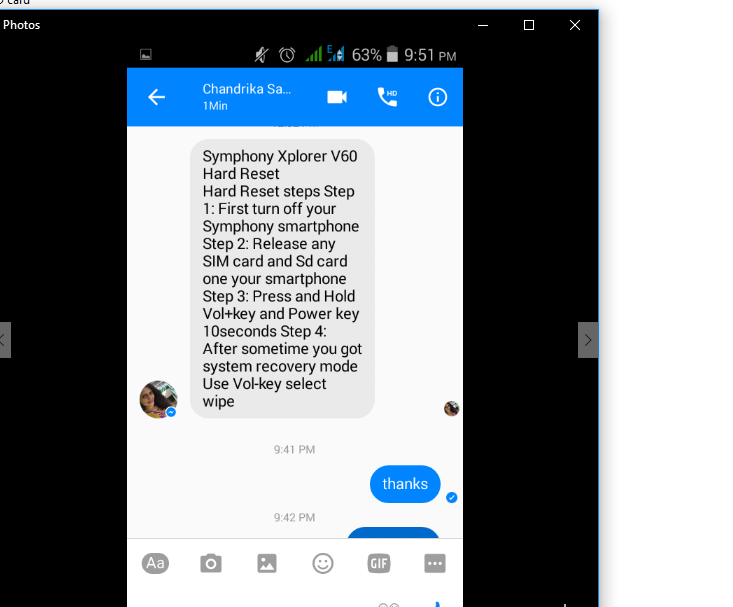 card
Photos
63% 9:51 PM
Chandrika Sa...
1Min
HD
Symphony Xplorer V60
Hard Reset
Hard Reset steps Step
1: First turn off your
Symphony smartphone
Step 2: Release any
SIM card and Sd card
one your smartphone
Step 3: Press and Hold
Vol+key and Power key
10seconds Step 4:
After sometime you got
system recovery mode
Use Vol-key select
wipe
9:41 PM
thanks
9:42 PM
Aa
GIF